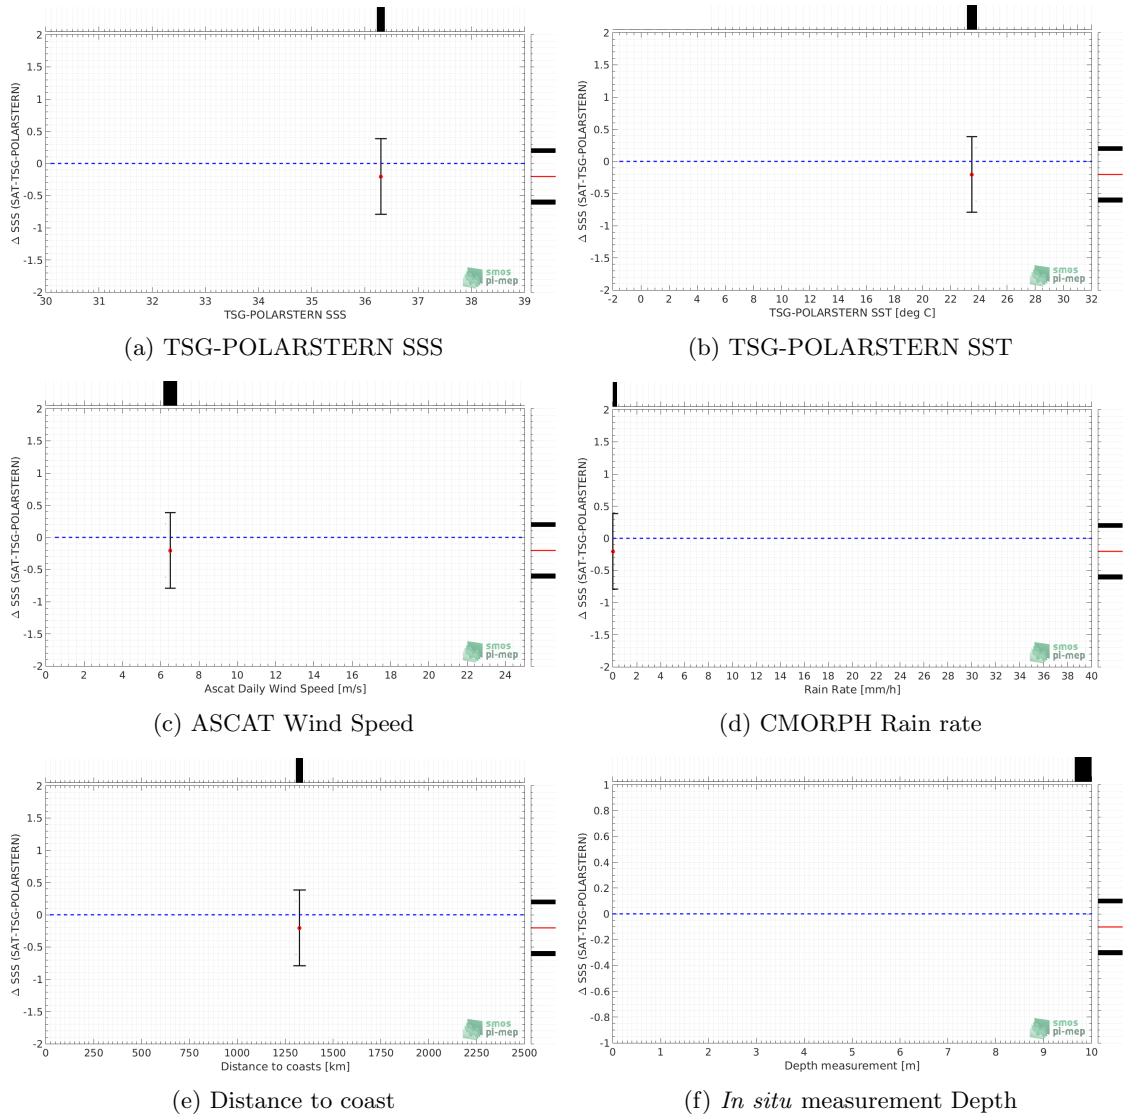 2
1.5
1
0.5
0
-0.5
-1
-1.5
-2
Δ SSS (SAT-TSG-POLARSTERN)
30 31 32 33 34 35 36 37 38 39
TSG-POLARSTERN SSS
smos
pi-mep
(a) TSG-POLARSTERN SSS
2
1.5
1
0.5
0
-0.5
-1
-1.5
-2
Δ SSS (SAT-TSG-POLARSTERN)
-2 0 2 4 6 8 10 12 14 16 18 20 22 24 26 28 30 32
TSG-POLARSTERN SST [deg C]
smos
pi-mep
(b) TSG-POLARSTERN SST
2
1.5
1
0.5
0
-0.5
-1
-1.5
-2
Δ SSS (SAT-TSG-POLARSTERN)
0 2 4 6 8 10 12 14 16 18 20 22 24
Ascat Daily Wind Speed [m/s]
smos
pi-mep
(c) ASCAT Wind Speed
2
1.5
1
0.5
0
-0.5
-1
-1.5
-2
Δ SSS (SAT-TSG-POLARSTERN)
0 2 4 6 8 10 12 14 16 18 20 22 24 26 28 30 32 34 36 38 40
Rain Rate [mm/h]
smos
pi-mep
(d) CMORPH Rain rate
2
1.5
1
0.5
0
-0.5
-1
-1.5
-2
Δ SSS (SAT-TSG-POLARSTERN)
0 250 500 750 1000 1250 1500 1750 2000 2250 2500
Distance to coasts [km]
smos
pi-mep
(e) Distance to coast
1
0.8
0.6
0.4
0.2
0
-0.2
-0.4
-0.6
-0.8
-1
Δ SSS (SAT-TSG-POLARSTERN)
0 1 2 3 4 5 6 7 8 9 10
Depth measurement [m]
smos
pi-mep
(f) In situ measurement Depth